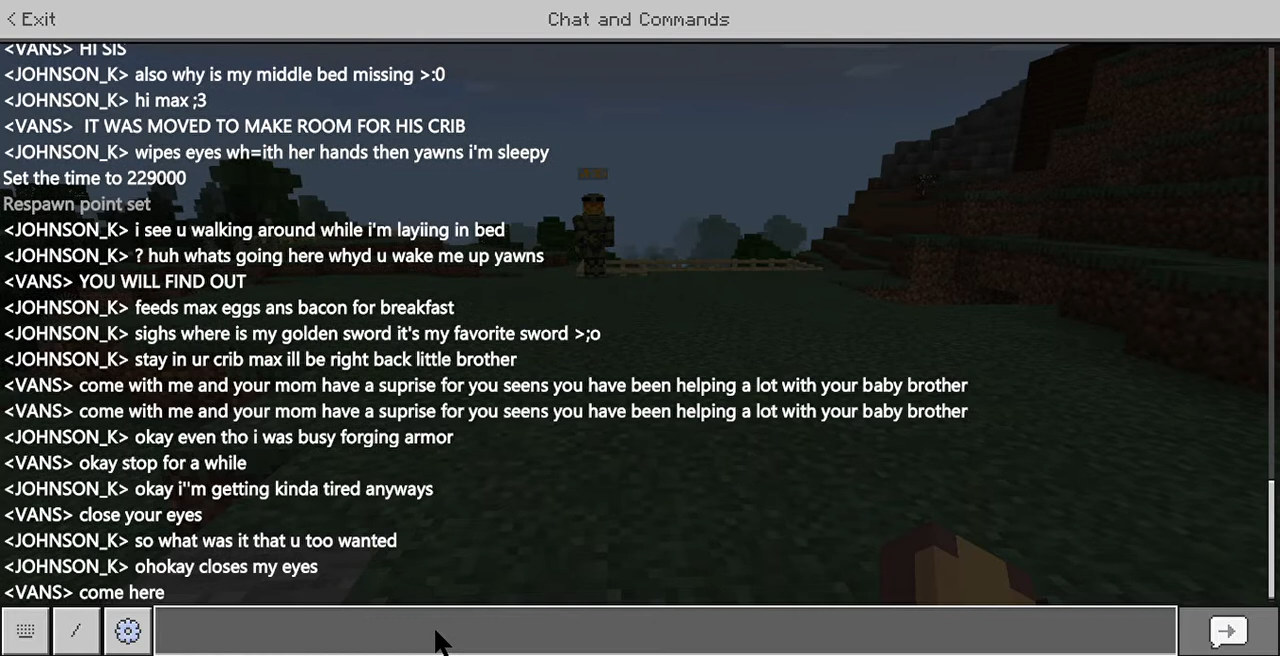 < Exit
Chat and Commands
<VANS> HI SIS
<JOHNSON_K> also why is my middle bed missing >:0
<JOHNSON_K> hi max ;3
<VANS>  IT WAS MOVED TO MAKE ROOM FOR HIS CRIB
<JOHNSON_K> wipes eyes wh=ith her hands then yawns i'm sleepy
Set the time to 229000
Respawn point set
<JOHNSON_K> i see u walking around while i'm layiing in bed
<JOHNSON_K> ? huh whats going here whyd u wake me up yawns
<VANS> YOU WILL FIND OUT
<JOHNSON_K> feeds max eggs ans bacon for breakfast
<JOHNSON_K> sighs where is my golden sword it's my favorite sword >;o
<JOHNSON_K> stay in ur crib max ill be right back little brother
<VANS> come with me and your mom have a suprise for you seens you have been helping a lot with your baby brother
<VANS> come with me and your mom have a suprise for you seens you have been helping a lot with your baby brother
<JOHNSON_K> okay even tho i was busy forging armor
<VANS> okay stop for a while
<JOHNSON_K> okay i''m getting kinda tired anyways
<VANS> close your eyes
<JOHNSON_K> so what was it that u too wanted
<JOHNSON_K> ohokay closes my eyes
<VANS> come here
/